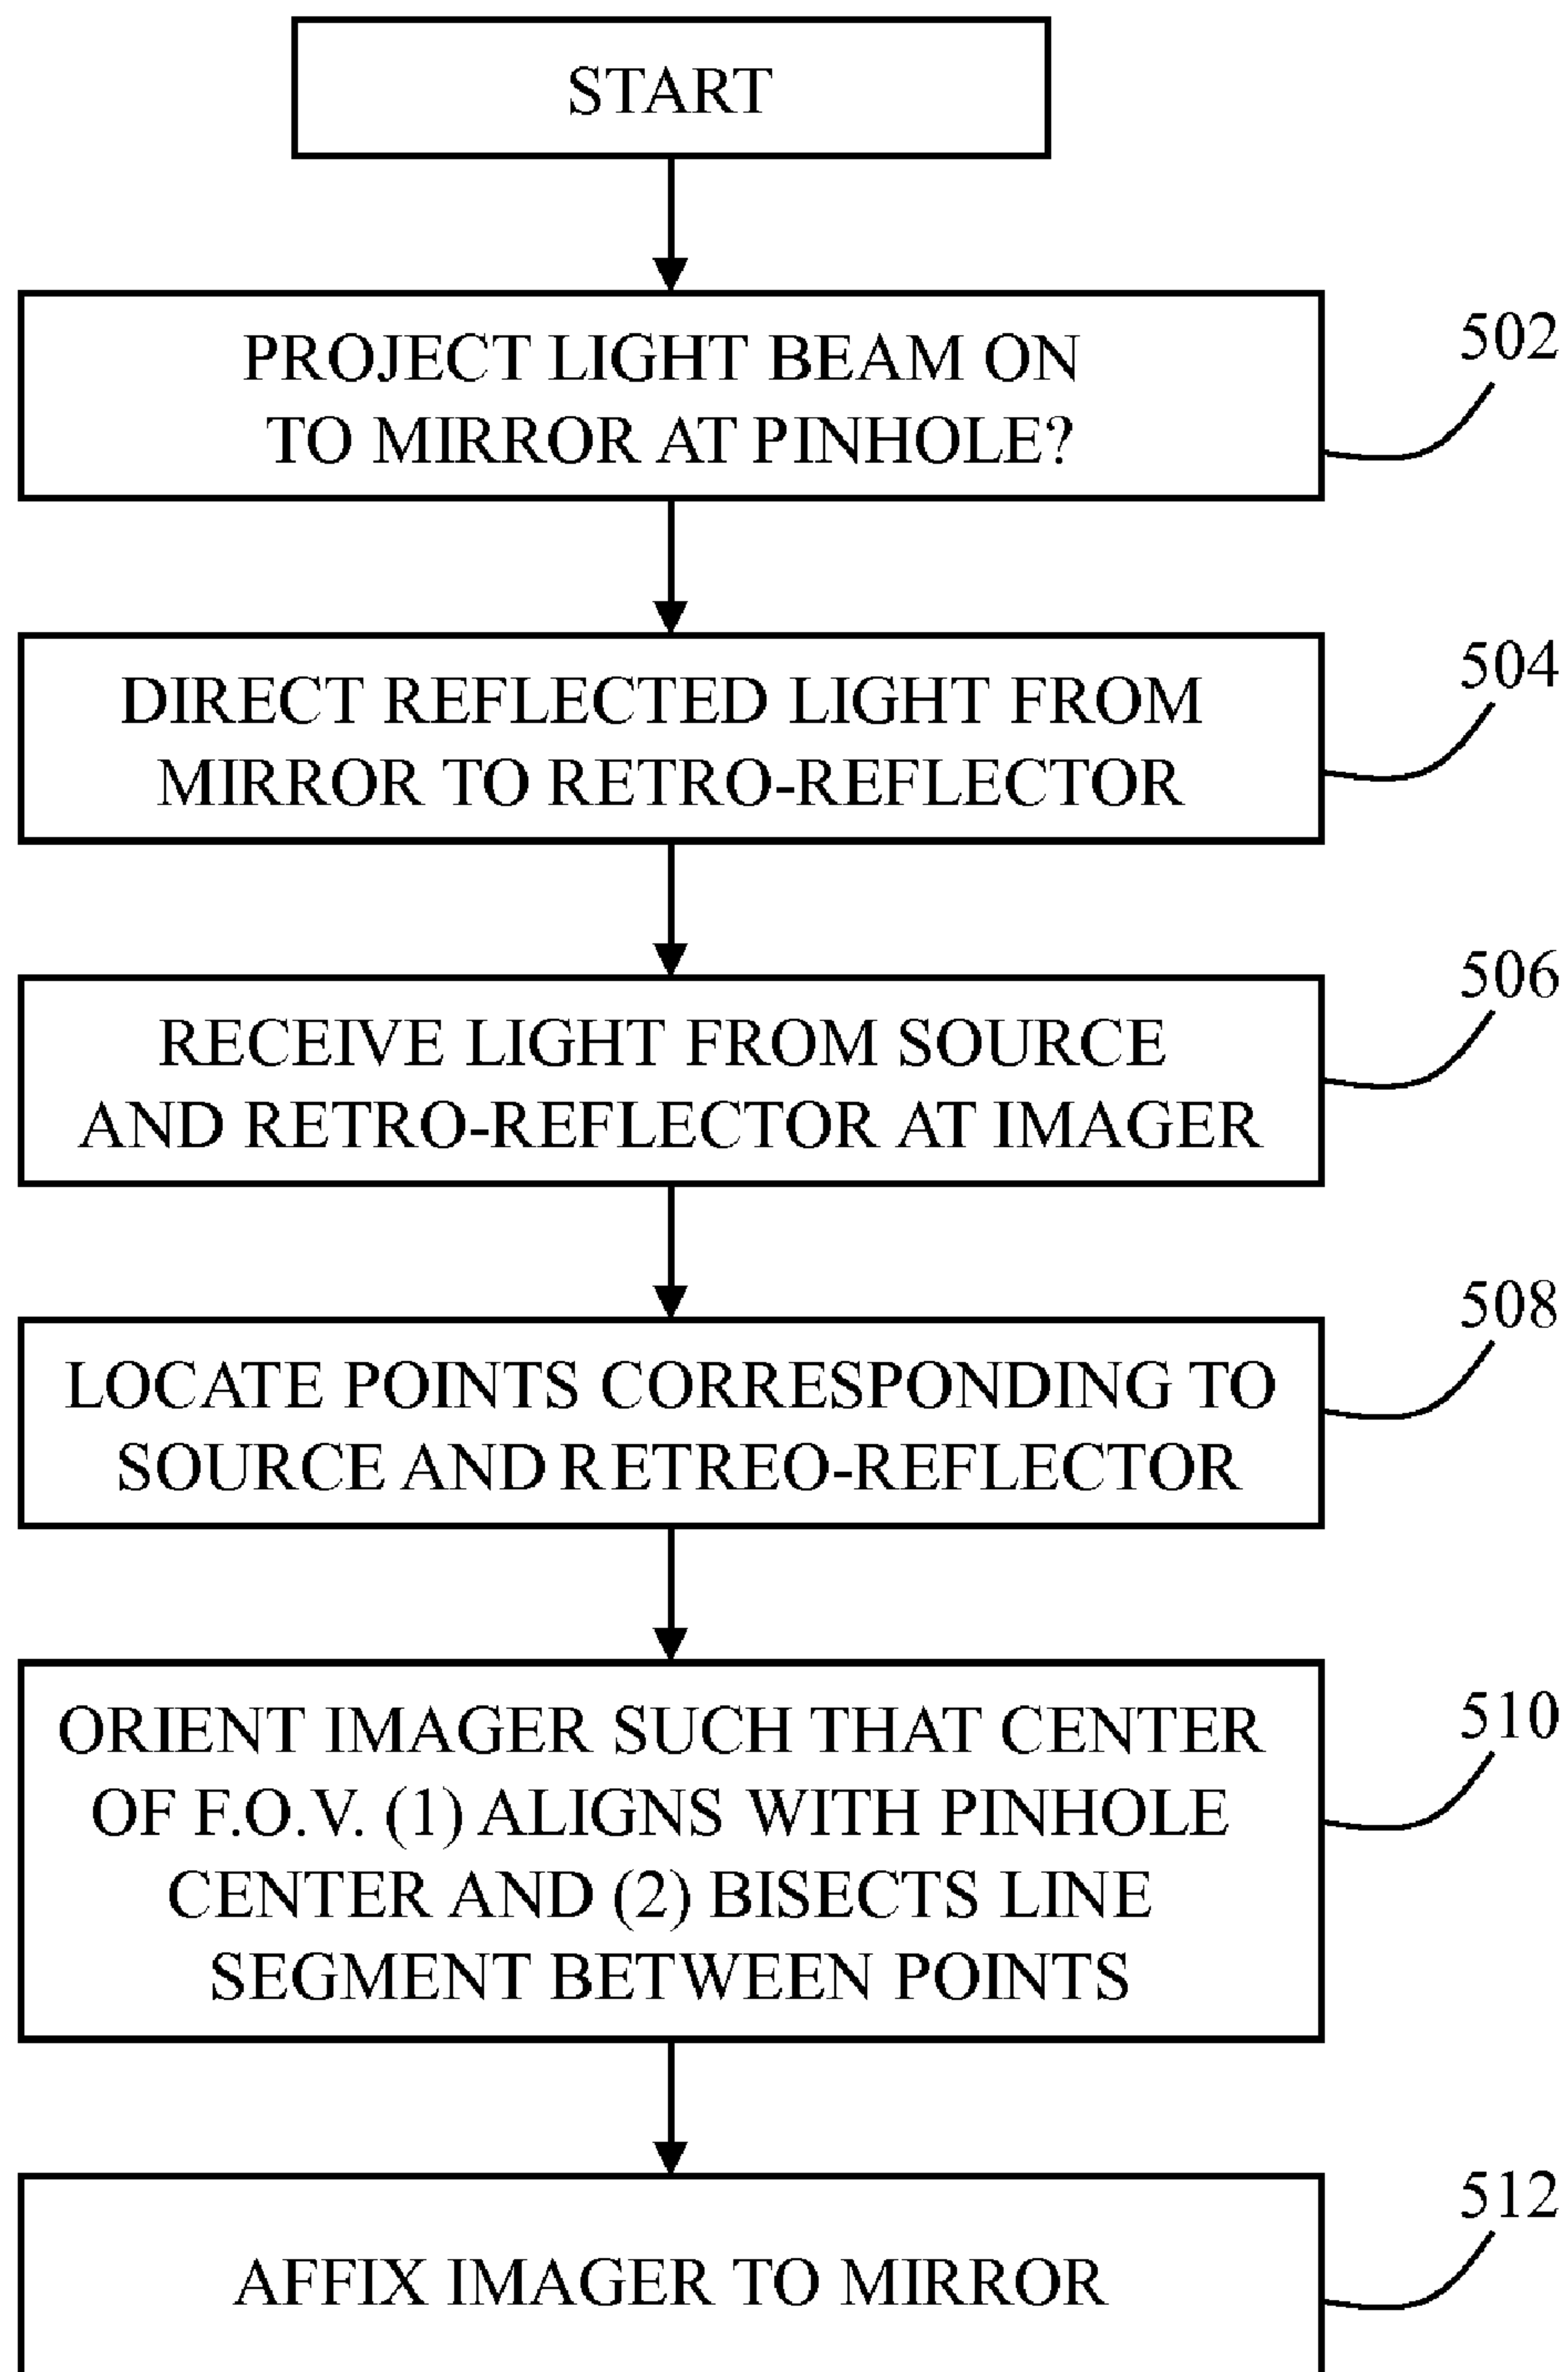 START
PROJECT LIGHT BEAM ON
TO MIRROR AT PINHOLE?
502
DIRECT REFLECTED LIGHT FROM
MIRROR TO RETRO-REFLECTOR
504
RECEIVE LIGHT FROM SOURCE
AND RETRO-REFLECTOR AT IMAGER
506
LOCATE POINTS CORRESPONDING TO
SOURCE AND RETREO-REFLECTOR
508
ORIENT IMAGER SUCH THAT CENTER
OF F.O.V. (1) ALIGNS WITH PINHOLE
CENTER AND (2) BISECTS LINE
SEGMENT BETWEEN POINTS
510
AFFIX IMAGER TO MIRROR
512